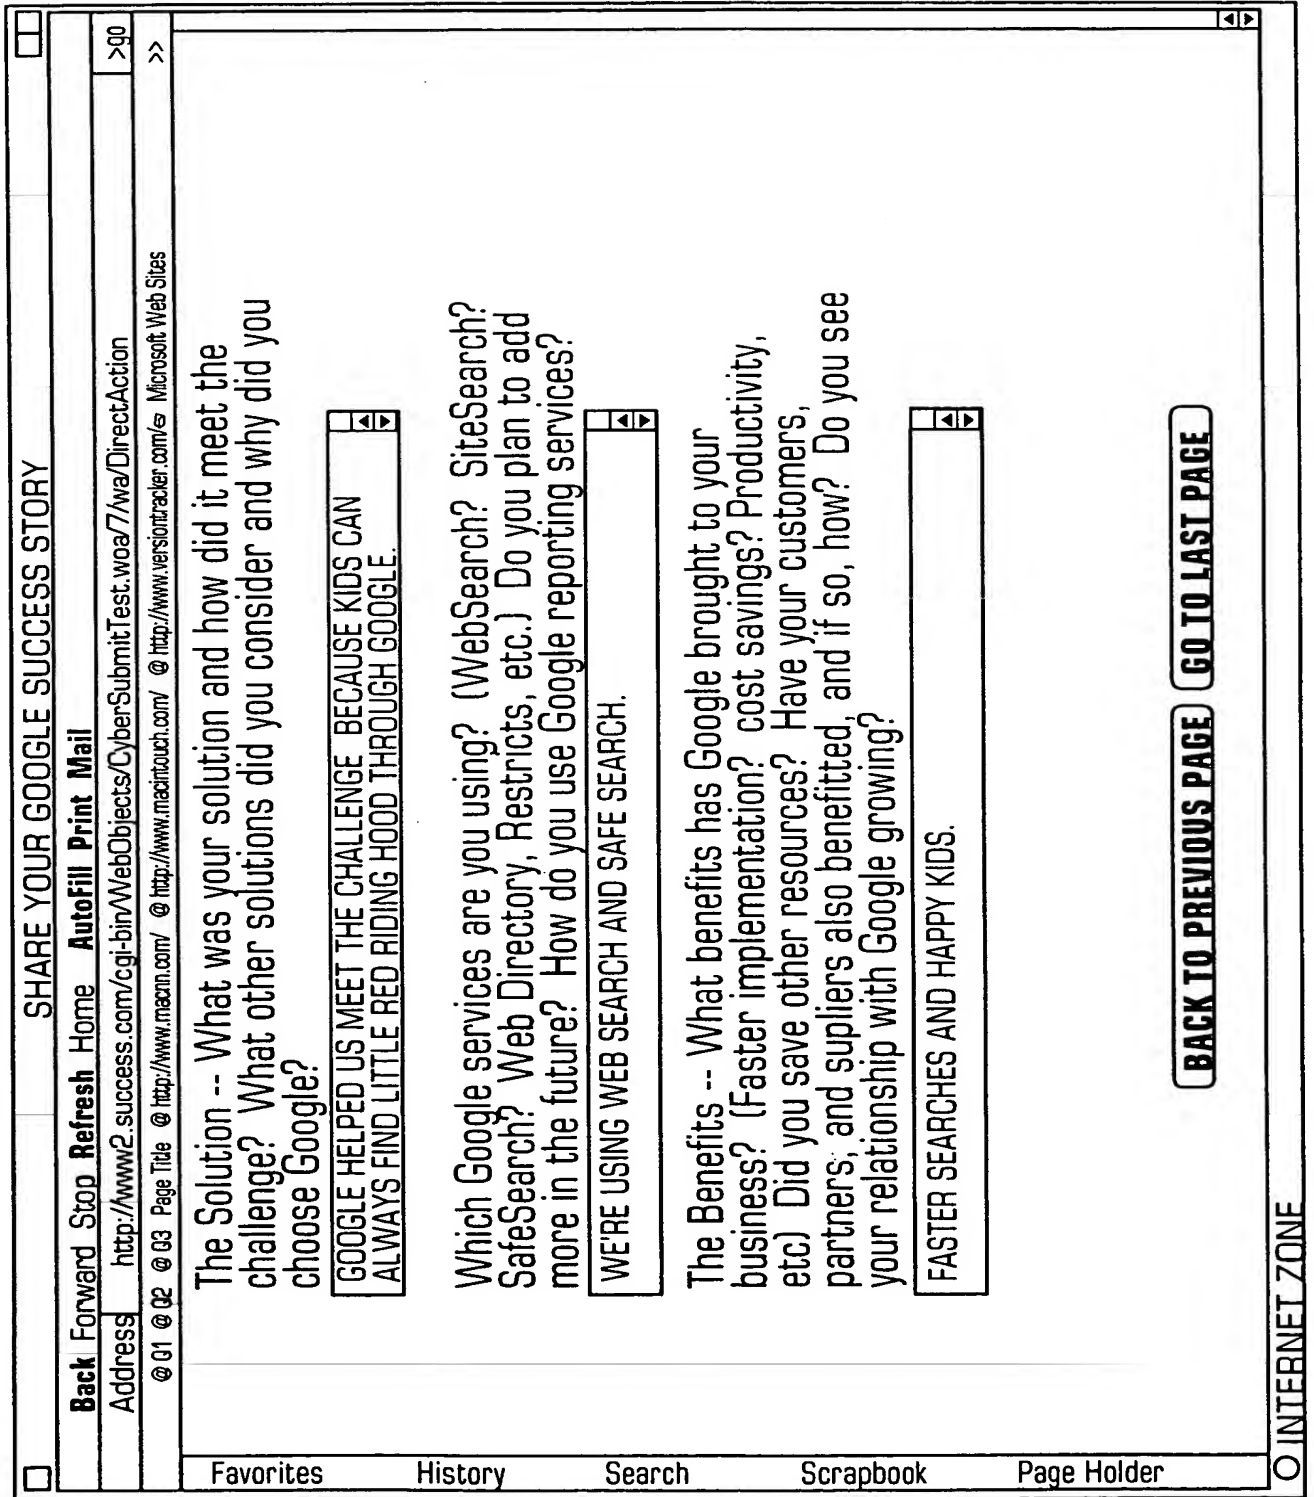 SHARE YOUR GOOGLE SUCCESS STORY
Back Forward Stop Refresh Home AutoFill Print Mail
Address http://www2.success.com/cgi-bin/WebObjects/CyberSubmitTest.woa/7/wa/DirectAction >go
@ G1 @ G2 @ G3 Page Title @ http://www.macnn.com/ @ http://www.macintouch.com/ @ http://www.versiontracker.com/ Microsoft Web Sites >>
Favorites
History
Search
Scrapbook
Page Holder
The Solution -- What was your solution and how did it meet the
challenge? What other solutions did you consider and why did you
choose Google?
GOOGLE HELPED US MEET THE CHALLENGE BECAUSE KIDS CAN
ALWAYS FIND LITTLE RED RIDING HOOD THROUGH GOOGLE.
Which Google services are you using? (WebSearch? SiteSearch?
SafeSearch? Web Directory, Restricts, etc.) Do you plan to add
more in the future? How do you use Google reporting services?
WE'RE USING WEB SEARCH AND SAFE SEARCH.
The Benefits -- What benefits has Google brought to your
business? (Faster implementation? cost savings? Productivity,
etc) Did you save other resources? Have your customers,
partners, and supliers also benefitted, and if so, how? Do you see
your relationship with Google growing?
FASTER SEARCHES AND HAPPY KIDS.
BACK TO PREVIOUS PAGE GO TO LAST PAGE
INTERNET ZONE